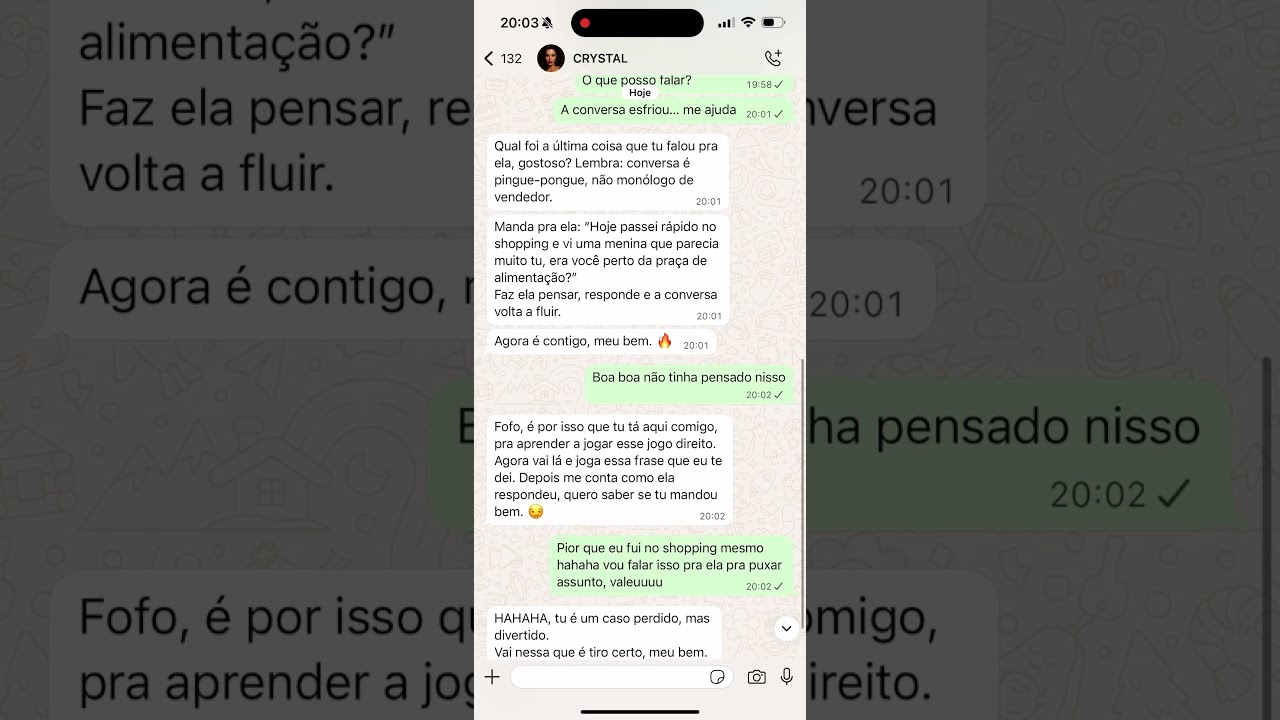 20:03
132
CRYSTAL
O que posso falar?
19:58
Hoje
A conversa esfriou... me ajuda
20:01
Qual foi a última coisa que tu falou pra
ela, gostoso? Lembra: conversa é
pingue-pongue, não monólogo de
vendedor.
20:01
Manda pra ela: “Hoje passei rápido no
shopping e vi uma menina que parecia
muito tu, era você perto da praça de
alimentação?”
Faz ela pensar, responde e a conversa
volta a fluir.
20:01
Agora é contigo, meu bem. 🔥
20:01
Boa boa não tinha pensado nisso
20:02
Fofo, é por isso que tu tá aqui comigo,
pra aprender a jogar esse jogo direito.
Agora vai lá e joga essa frase que eu te
dei. Depois me conta como ela
respondeu, quero saber se tu mandou
bem. 😏
20:02
Pior que eu fui no shopping mesmo
hahaha vou falar isso pra ela pra puxar
assunto, valeuuuu
20:02
HAHAHA, tu é um caso perdido, mas
divertido.
Vai nessa que é tiro certo, meu bem.
alimentação?”
Faz ela pensar, re
nversa
volta a fluir.
20:01
Agora é contigo,
20:01
ha pensado nisso
20:02
Fofo, é por isso q
omigo,
pra aprender a jog
ireito.